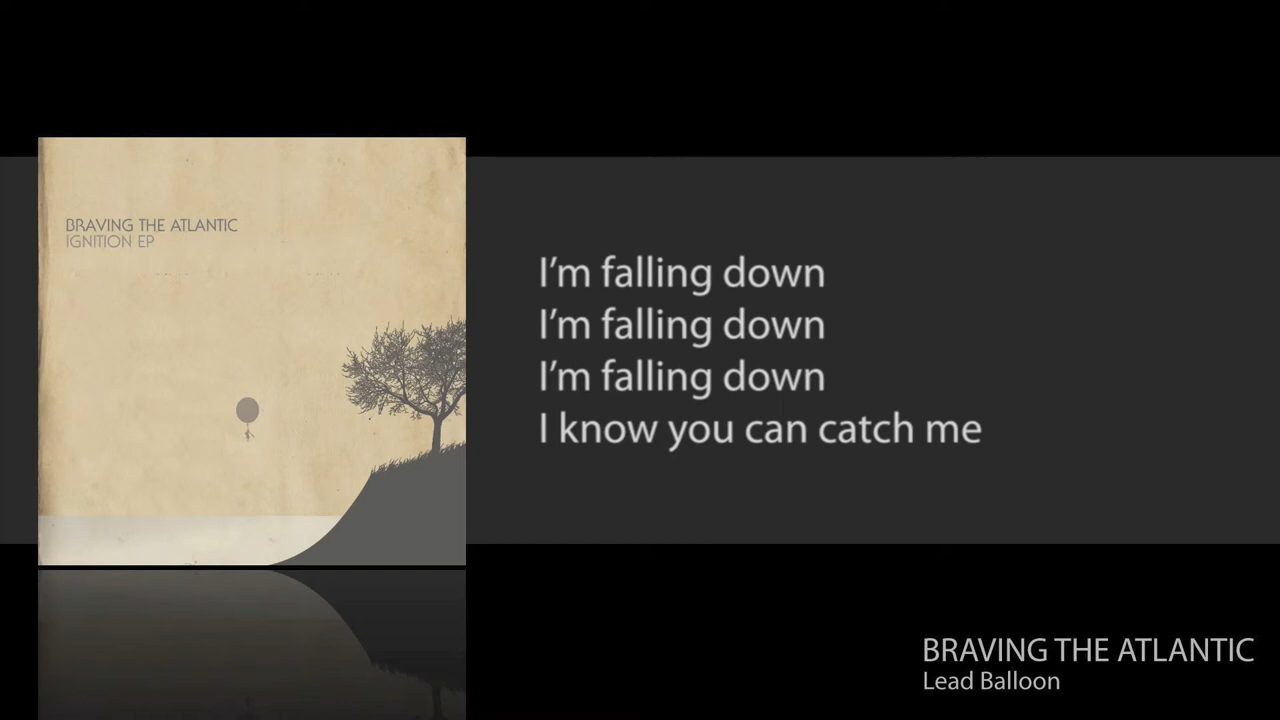 BRAVING THE ATLANTIC
IGNITION EP
I’m falling down
I’m falling down
I’m falling down
I know you can catch me
BRAVING THE ATLANTIC
Lead Balloon